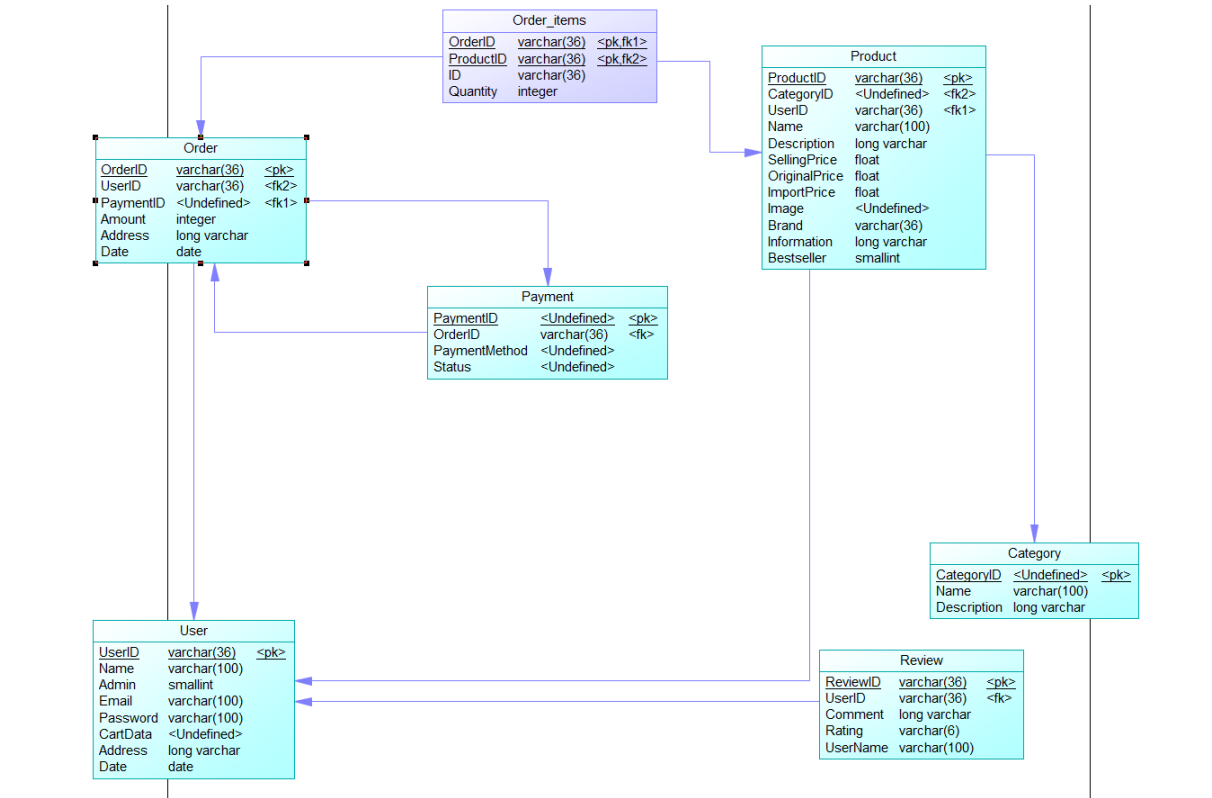 Order_items
OrderID varchar(36) <pk,fk1>
ProductID varchar(36) <pk,fk2>
ID varchar(36)
Quantity integer
Product
ProductID varchar(36) <pk>
CategoryID <Undefined> <fk2>
UserID varchar(36) <fk1>
Name varchar(100)
Description long varchar
SellingPrice float
OriginalPrice float
ImportPrice float
Image <Undefined>
Brand varchar(36)
Information long varchar
Bestseller smallint
Order
OrderID varchar(36) <pk>
UserID varchar(36) <fk2>
PaymentID <Undefined> <fk1>
Amount integer
Address long varchar
Date date
Payment
PaymentID <Undefined> <pk>
OrderID varchar(36) <fk>
PaymentMethod <Undefined>
Status <Undefined>
Category
CategoryID <Undefined> <pk>
Name varchar(100)
Description long varchar
User
UserID varchar(36) <pk>
Name varchar(100)
Admin smallint
Email varchar(100)
Password varchar(100)
CartData <Undefined>
Address long varchar
Date date
Review
ReviewID varchar(36) <pk>
UserID varchar(36) <fk>
Comment long varchar
Rating varchar(6)
UserName varchar(100)